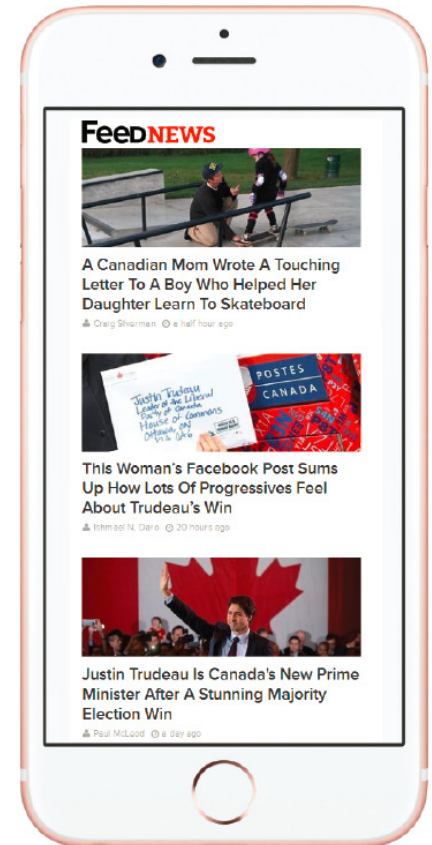 FeeDNEWS
A Canadian Mom Wrote A Touching
Letter To A Boy Who Helped Her
Daughter Learn To Skateboard
Craig Silverman a half hour ago
Justin Trudeau
Leader of the Liberal
Party of Canada
House of Commons
Ottawa, ON
POSTES
CANADA
This Woman's Facebook Post Sums
Up How Lots Of Progressives Feel
About Trudeau's Win
Ishmael N. Daro 20 hours ago
Justin Trudeau Is Canada's New Prime
Minister After A Stunning Majority
Election Win
Paul McLeod a day ago